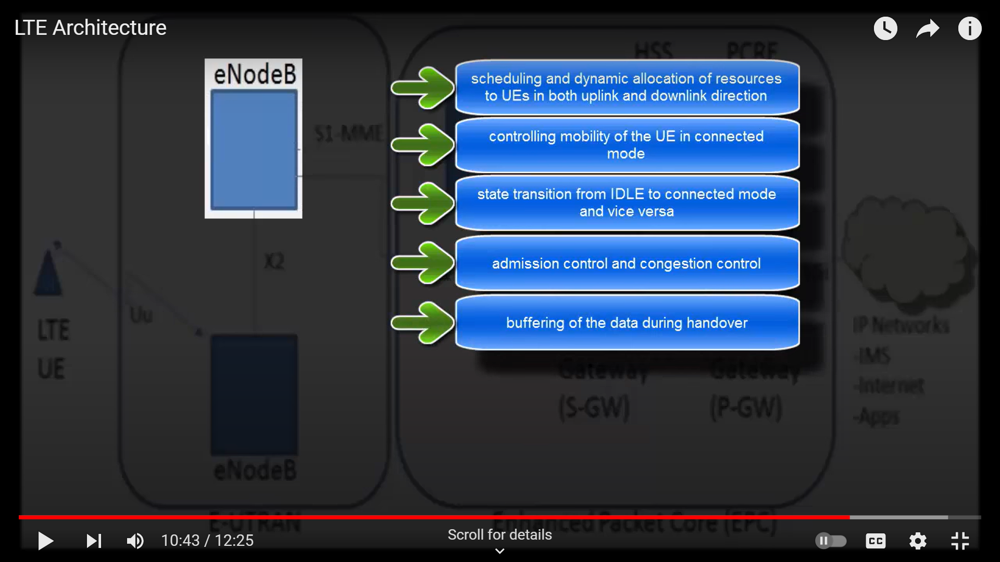 LTE Architecture
HSS
PCRF
eNodeB
scheduling and dynamic allocation of resources
to UEs in both uplink and downlink direction
S1-MME
controlling mobility of the UE in connected
mode
state transition from IDLE to connected mode
and vice versa
X2
admission control and congestion control
Uu
buffering of the data during handover
LTE
UE
IP Networks
-IMS
-Internet
-Apps
Gateway
(S-GW)
Gateway
(P-GW)
eNodeB
E-UTRAN
Enhanced Packet Core (EPC)
10:43 / 12:25
Scroll for details
CC